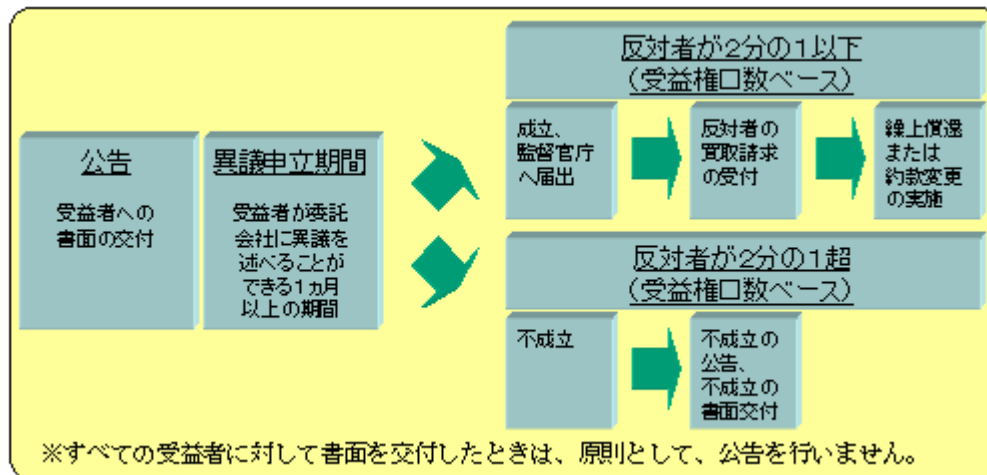 公告
受益者への
書面の交付
異議申立期間
受益者が委託
会社に異議を
述べることが
できる1ヵ月
以上の期間
反対者が2分の1以下
(受益権口数ベース)
成立、
監督官庁
へ届出
反対者の
買取請求
の受付
繰上償還
または
約款変更
の実施
反対者が2分の1超
(受益権口数ベース)
不成立
不成立の
公告、
不成立の
書面交付
※すべての受益者に対して書面を交付したときは、原則として、公告を行いません。